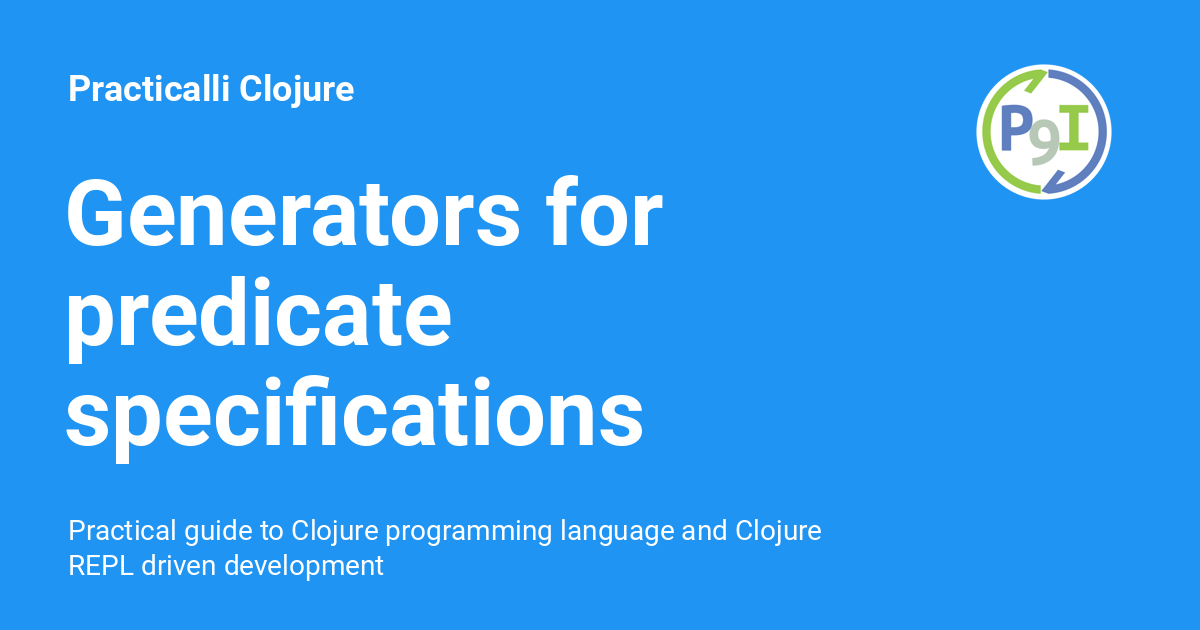 Practicalli Clojure
P9I
Generators for
predicate
specifications
Practical guide to Clojure programming language and Clojure
REPL driven development